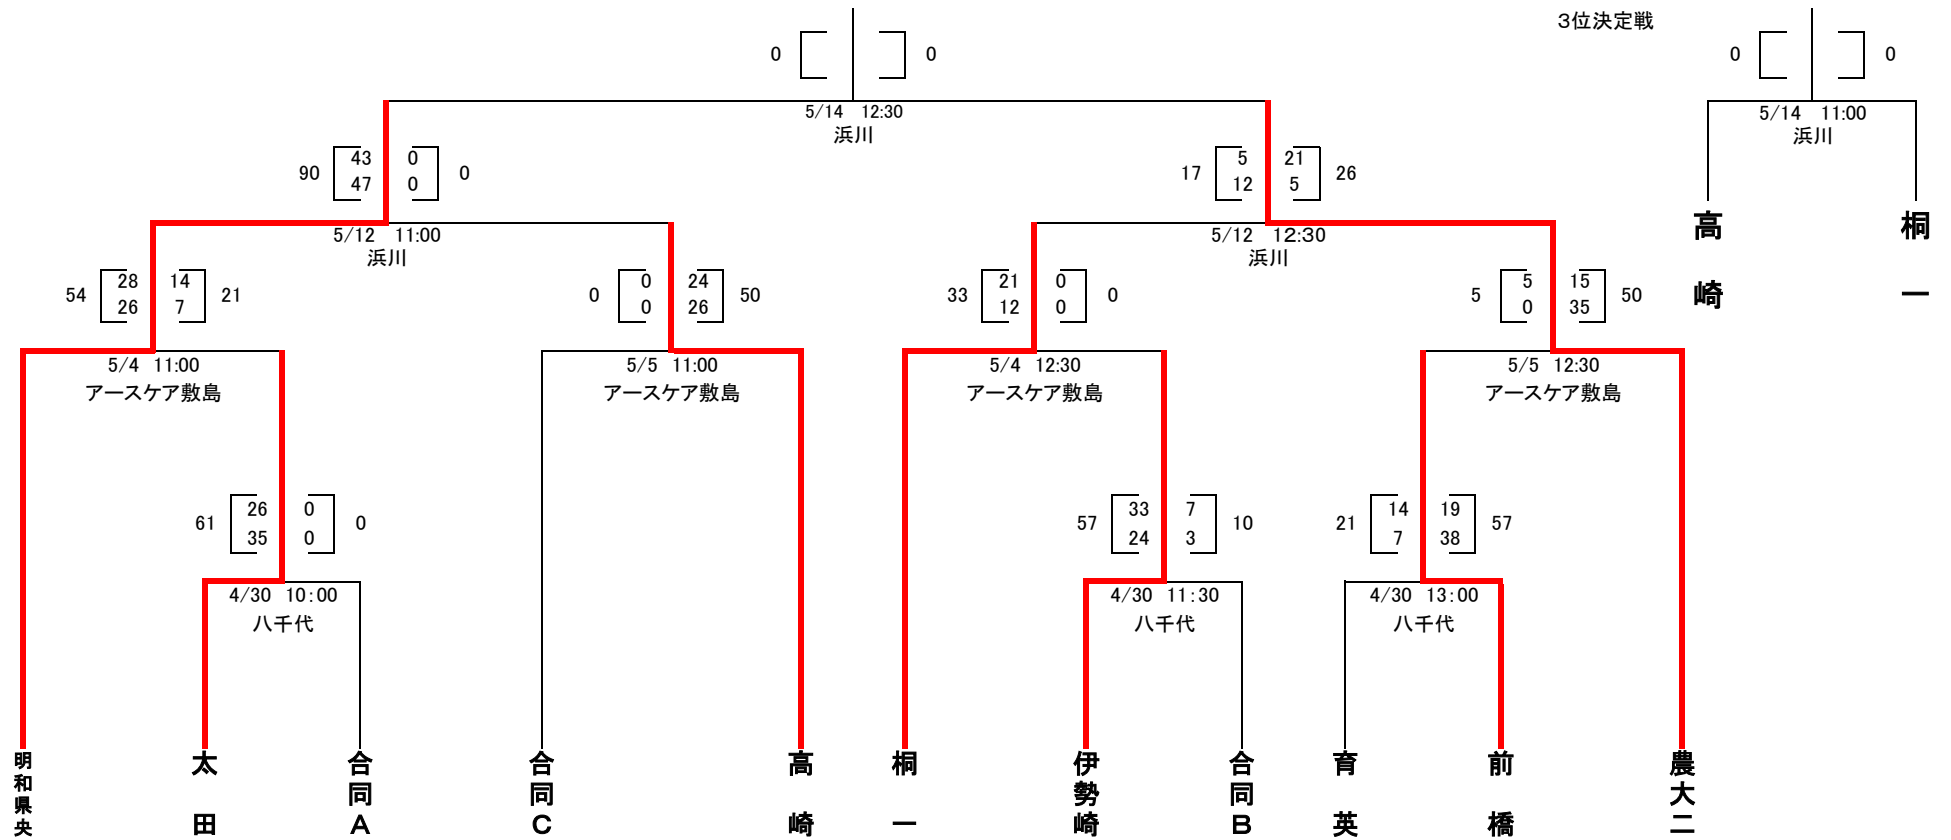 3位決定戦
0 0
0 0
5/14 12:30
浜川
5/14 11:00
浜川
90 43 0 0
47 0
17 5 21 26
12 5
高崎
桐一
5/12 11:00
浜川
5/12 12:30
浜川
54 28 14 21
26 7
0 0 24 50
0 26
33 21 0 0
12 0
5 5 15 50
0 35
5/4 11:00
アースケア敷島
5/5 11:00
アースケア敷島
5/4 12:30
アースケア敷島
5/5 12:30
アースケア敷島
61 26 0 0
35 0
57 33 7 10
24 3
21 14 19 57
7 38
4/30 10:00
八千代
4/30 11:30
八千代
4/30 13:00
八千代
明和県央
太田
合同A
合同C
高崎
桐一
伊勢崎
合同B
育英
前橋
農大二